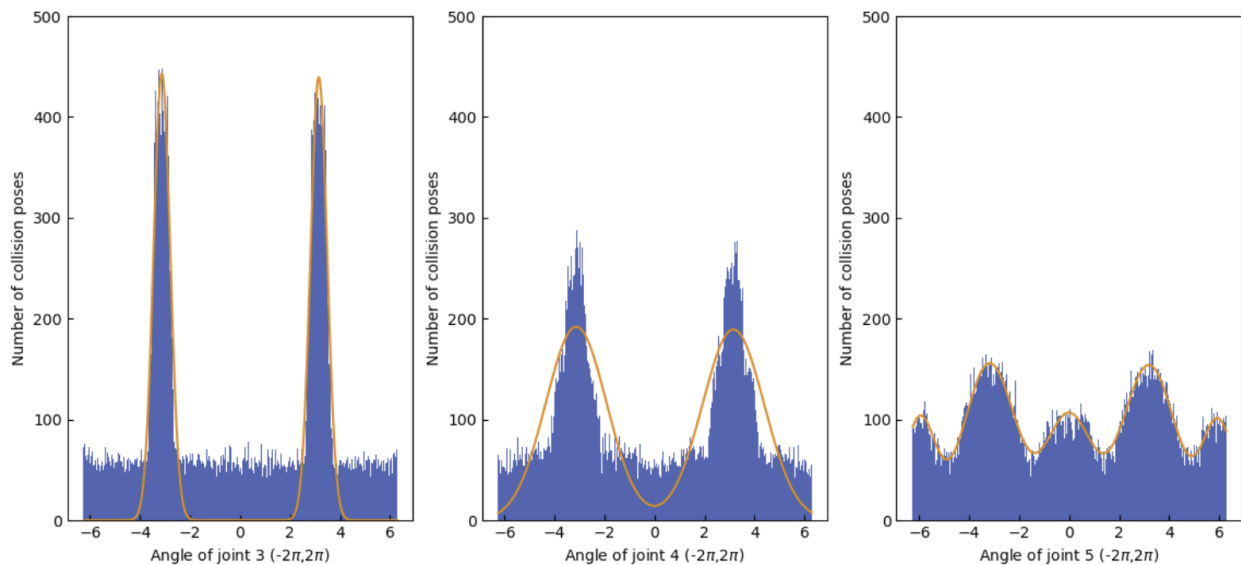 500
400
300
200
100
0
Number of collision poses
−6 −4 −2 0 2 4 6
Angle of joint 3 (-2π,2π)
500
400
300
200
100
0
Number of collision poses
−6 −4 −2 0 2 4 6
Angle of joint 4 (-2π,2π)
500
400
300
200
100
0
Number of collision poses
−6 −4 −2 0 2 4 6
Angle of joint 5 (-2π,2π)